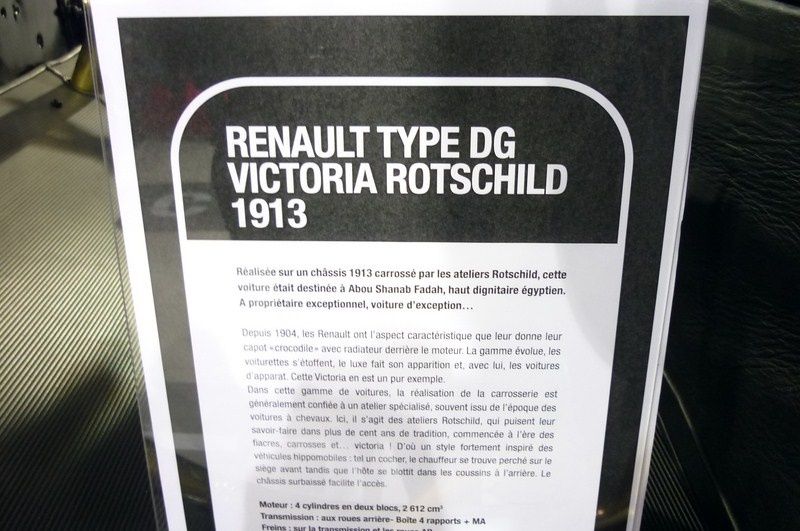 RENAULT TYPE DG
VICTORIA ROTSCHILD
1913
Réalisée sur un châssis 1913 carrossé par les ateliers Rotschild, cette
voiture était destinée à Abou Shanab Fadah, haut dignitaire égyptien.
A propriétaire exceptionnel, voiture d'exception...
Depuis 1904, les Renault ont l'aspect caractéristique que leur donne leur
capot «crocodile» avec radiateur derrière le moteur. La gamme évolue, les
voiturettes s'étoffent, le luxe fait son apparition et, avec lui, les voitures
d'apparat. Cette Victoria en est un pur exemple.
Dans cette gamme de voitures, la réalisation de la carrosserie est
généralement confiée à un atelier spécialisé, souvent issu de l'époque des
voitures à chevaux. Ici, il s'agit des ateliers Rotschild, qui puisent leur
savoir-faire dans plus de cent ans de tradition, commencée à l'ère des
fiacres, carrosses et... victoria ! D'où un style fortement inspiré des
véhicules hippomobiles : tel un cocher, le chauffeur se trouve perché sur le
siège avant tandis que l'hôte se blottit dans les coussins à l'arrière. Le
châssis surbaissé facilite l'accès.
Moteur : 4 cylindres en deux blocs, 2 612 cm³
Transmission : aux roues arrière- Boîte 4 rapports + MA
Freins : sur la transmission et les roues AR